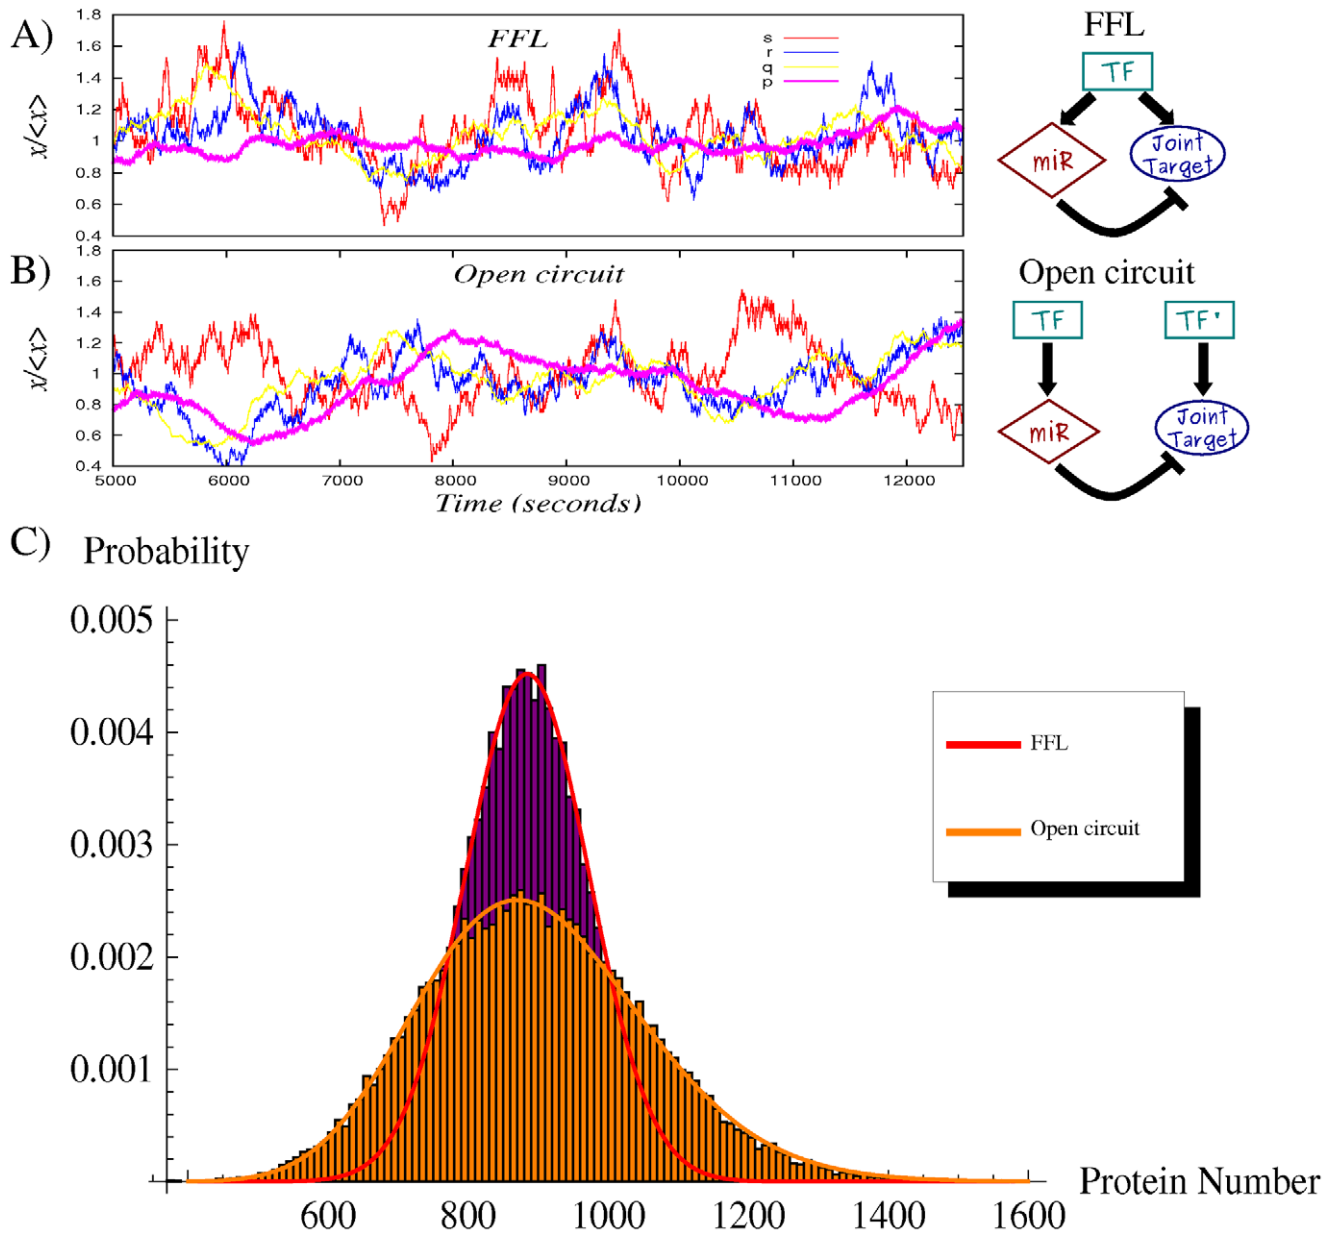 A)
x/<x>
1.8
1.6
1.4
1.2
1
0.8
0.6
0.4
FFL
s
r
q
p
FFL
TF
miR
Joint
Target
B)
x/<x>
1.8
1.6
1.4
1.2
1
0.8
0.6
0.4
Open circuit
5000 6000 7000 8000 9000 10000 11000 12000
Time (seconds)
Open circuit
TF
TF'
miR
Joint
Target
C)
Probability
0.005
0.004
0.003
0.002
0.001
FFL
Open circuit
600 800 1000 1200 1400 1600
Protein Number